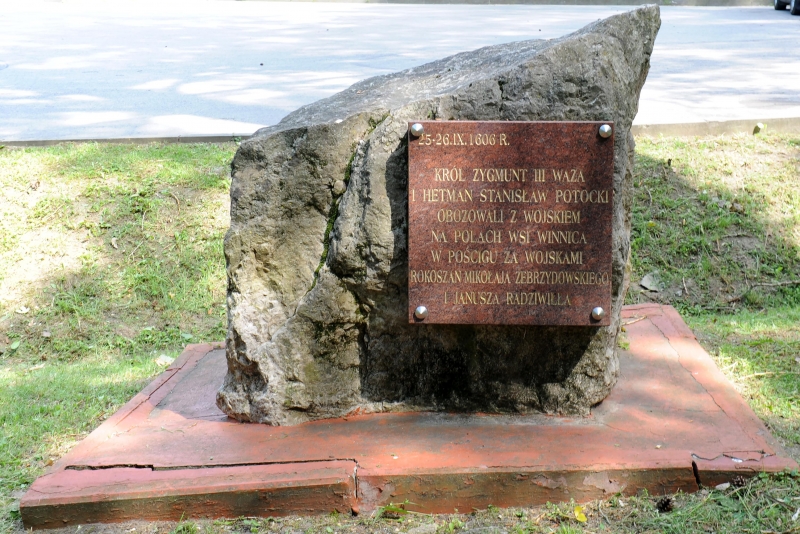 25-26.IX.1606 R.
KRÓL ZYGMUNT III WAZA
I HETMAN STANISŁAW POTOCKI
OBOZOWALI Z WOJSKIEM
NA POLACH WSI WINNICA
W POŚCIGU ZA WOJSKAMI
ROKOSZAN MIKOŁAJA ZEBRZYDOWSKIEGO
I JANUSZA RADZIWIŁŁA